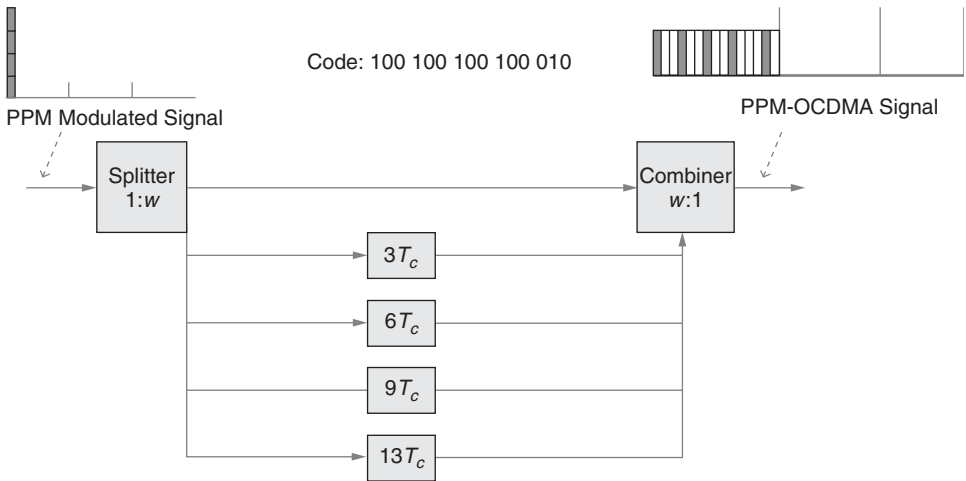 Code: 100 100 100 100 010
PPM Modulated Signal
PPM-OCDMA Signal
Splitter
1:w
Combiner
w:1
3Tc
6Tc
9Tc
13Tc